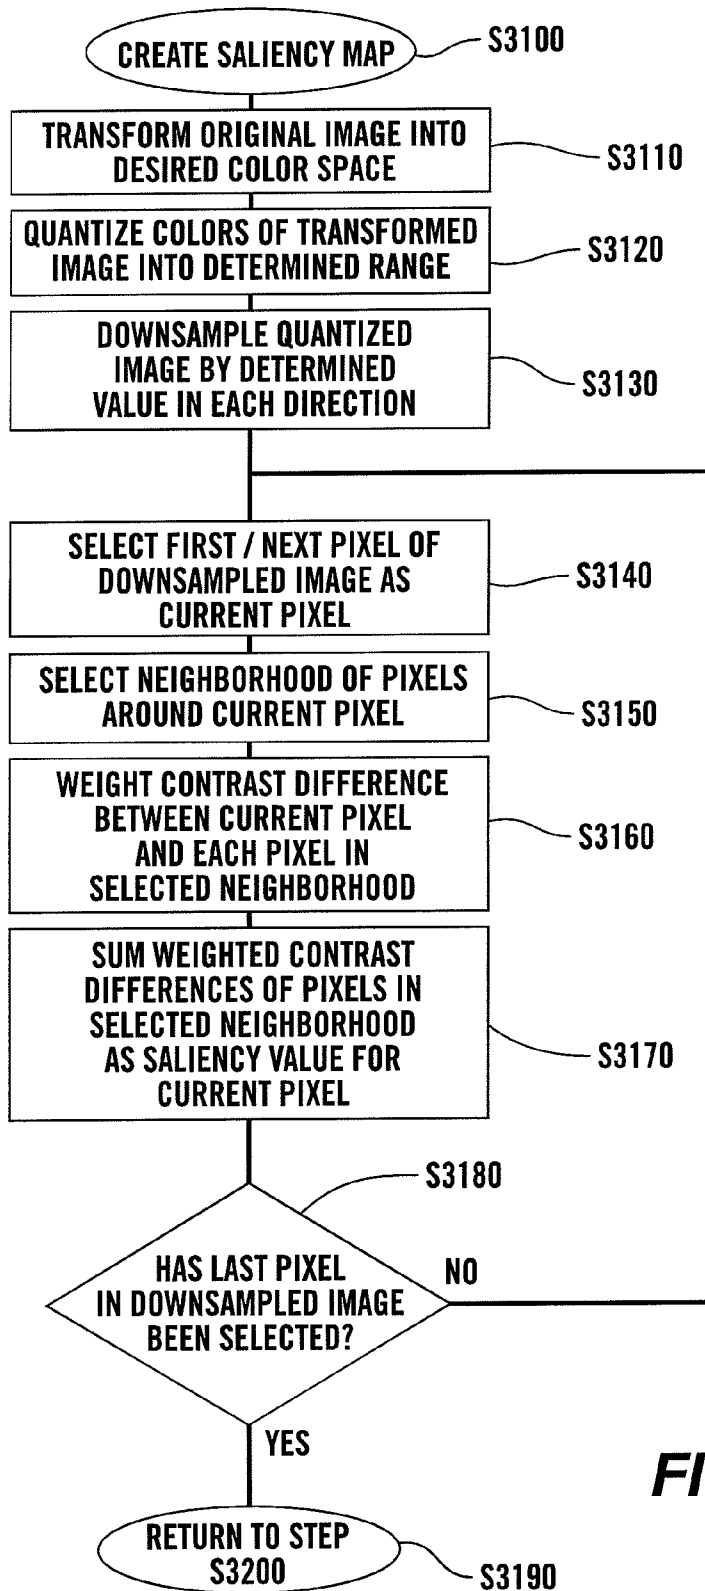 CREATE SALIENCY MAP
S3100
TRANSFORM ORIGINAL IMAGE INTO
DESIRED COLOR SPACE
S3110
QUANTIZE COLORS OF TRANSFORMED
IMAGE INTO DETERMINED RANGE
S3120
DOWNSAMPLE QUANTIZED
IMAGE BY DETERMINED
VALUE IN EACH DIRECTION
S3130
SELECT FIRST / NEXT PIXEL OF
DOWNSAMPLED IMAGE AS
CURRENT PIXEL
S3140
SELECT NEIGHBORHOOD OF PIXELS
AROUND CURRENT PIXEL
S3150
WEIGHT CONTRAST DIFFERENCE
BETWEEN CURRENT PIXEL
AND EACH PIXEL IN
SELECTED NEIGHBORHOOD
S3160
SUM WEIGHTED CONTRAST
DIFFERENCES OF PIXELS IN
SELECTED NEIGHBORHOOD
AS SALIENCY VALUE FOR
CURRENT PIXEL
S3170
S3180
HAS LAST PIXEL
IN DOWNSAMPLED IMAGE
BEEN SELECTED?
NO
YES
FI
RETURN TO STEP
S3200
S3190